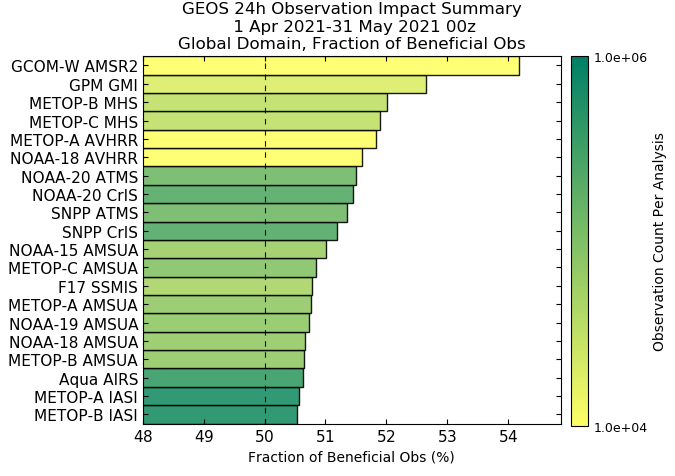 GEOS 24h Observation Impact Summary
1 Apr 2021-31 May 2021 00z
Global Domain, Fraction of Beneficial Obs
GCOM-W AMSR2
GPM GMI
METOP-B MHS
METOP-C MHS
METOP-A AVHRR
NOAA-18 AVHRR
NOAA-20 ATMS
NOAA-20 CrIS
SNPP ATMS
SNPP CrIS
NOAA-15 AMSUA
METOP-C AMSUA
F17 SSMIS
METOP-A AMSUA
NOAA-19 AMSUA
NOAA-18 AMSUA
METOP-B AMSUA
Aqua AIRS
METOP-A IASI
METOP-B IASI
48 49 50 51 52 53 54
Fraction of Beneficial Obs (%)
1.0e+06
1.0e+04
Observation Count Per Analysis